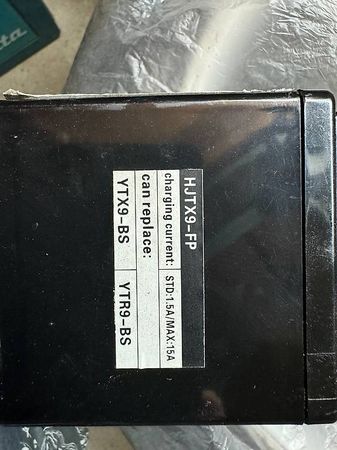 HJTX9-FP
charging current: STD:1.5A/MAX:15A
can replace:
YTX9-BS YTR9-BS